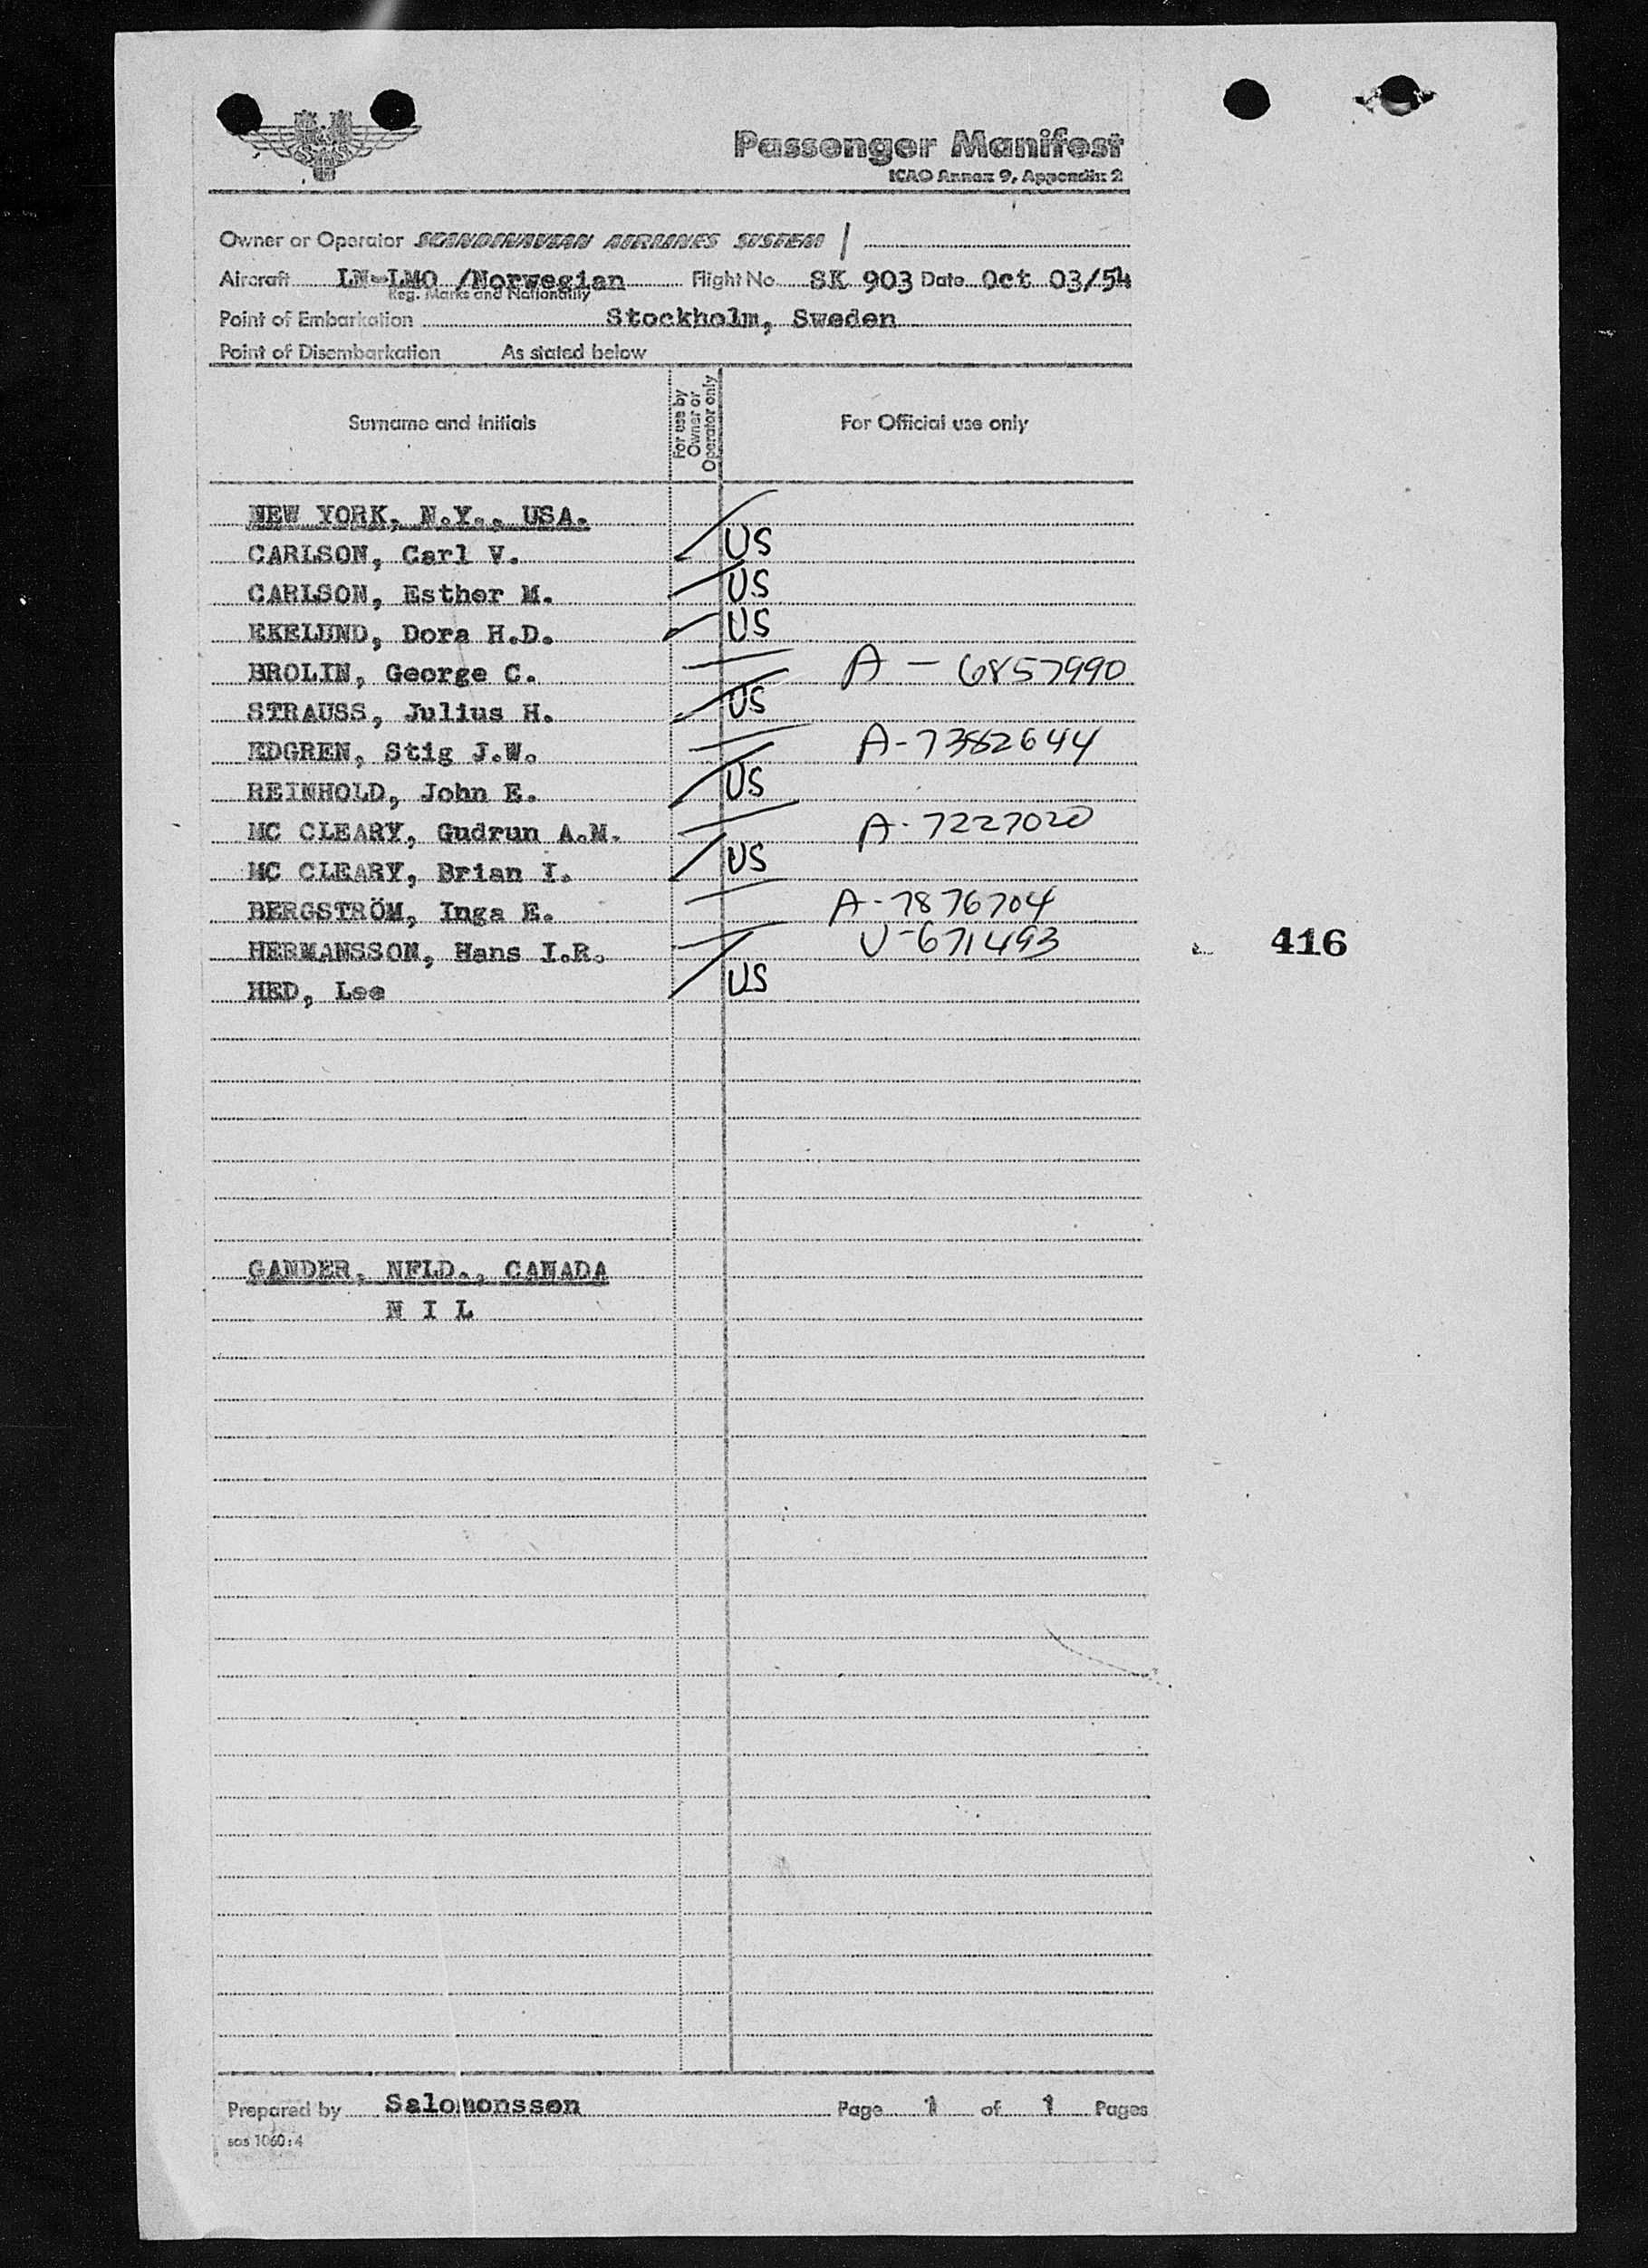 SAS
Passenger Manifest
ICAO Annex 9, Appendix 2
Owner or Operator SCANDINAVIAN AIRLINES SYSTEM /
Aircraft LN-LMO /Norwegian Flight No SK 903 Date Oct 03/54
Reg. Marks and Nationality
Point of Embarkation Stockholm, Sweden
Point of Disembarkation As stated below
Surname and Initials For use by Owner or Operator only For Official use only
NEW YORK, N.Y., USA.
CARLSON, Carl V. US
CARLSON, Esther M. US
EKELUND, Dora H.D. US
BROLIN, George C. A - 6857990
STRAUSS, Julius H. US
EDGREN, Stig J.W. A-7382644
REINHOLD, John E. US
MC CLEARY, Gudrun A.M. A-7227020
MC CLEARY, Brian I. US
BERGSTRÖM, Inga E. A-7876704
HERMANSSON, Hans I.R. V-671493 416
HED, Lee US
GANDER, NFLD., CANADA
N I L
Prepared by Salomonsson Page 1 of 1 Pages
sas 1060:4